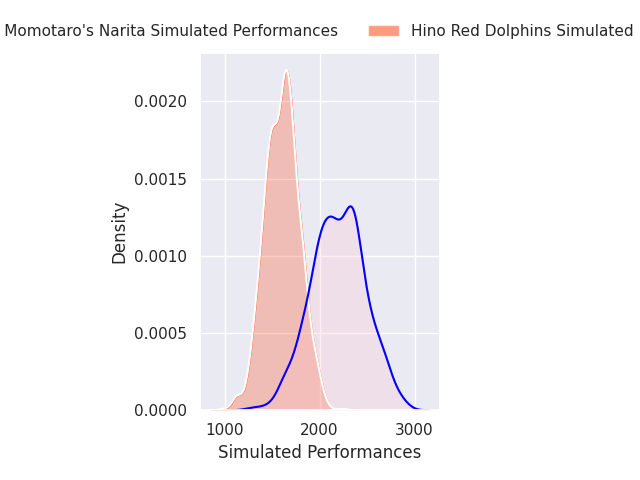 Momotaro's Narita Simulated Performances
Hino Red Dolphins Simulated
0.0020
0.0015
0.0010
0.0005
0.0000
Density
1000
2000
3000
Simulated Performances